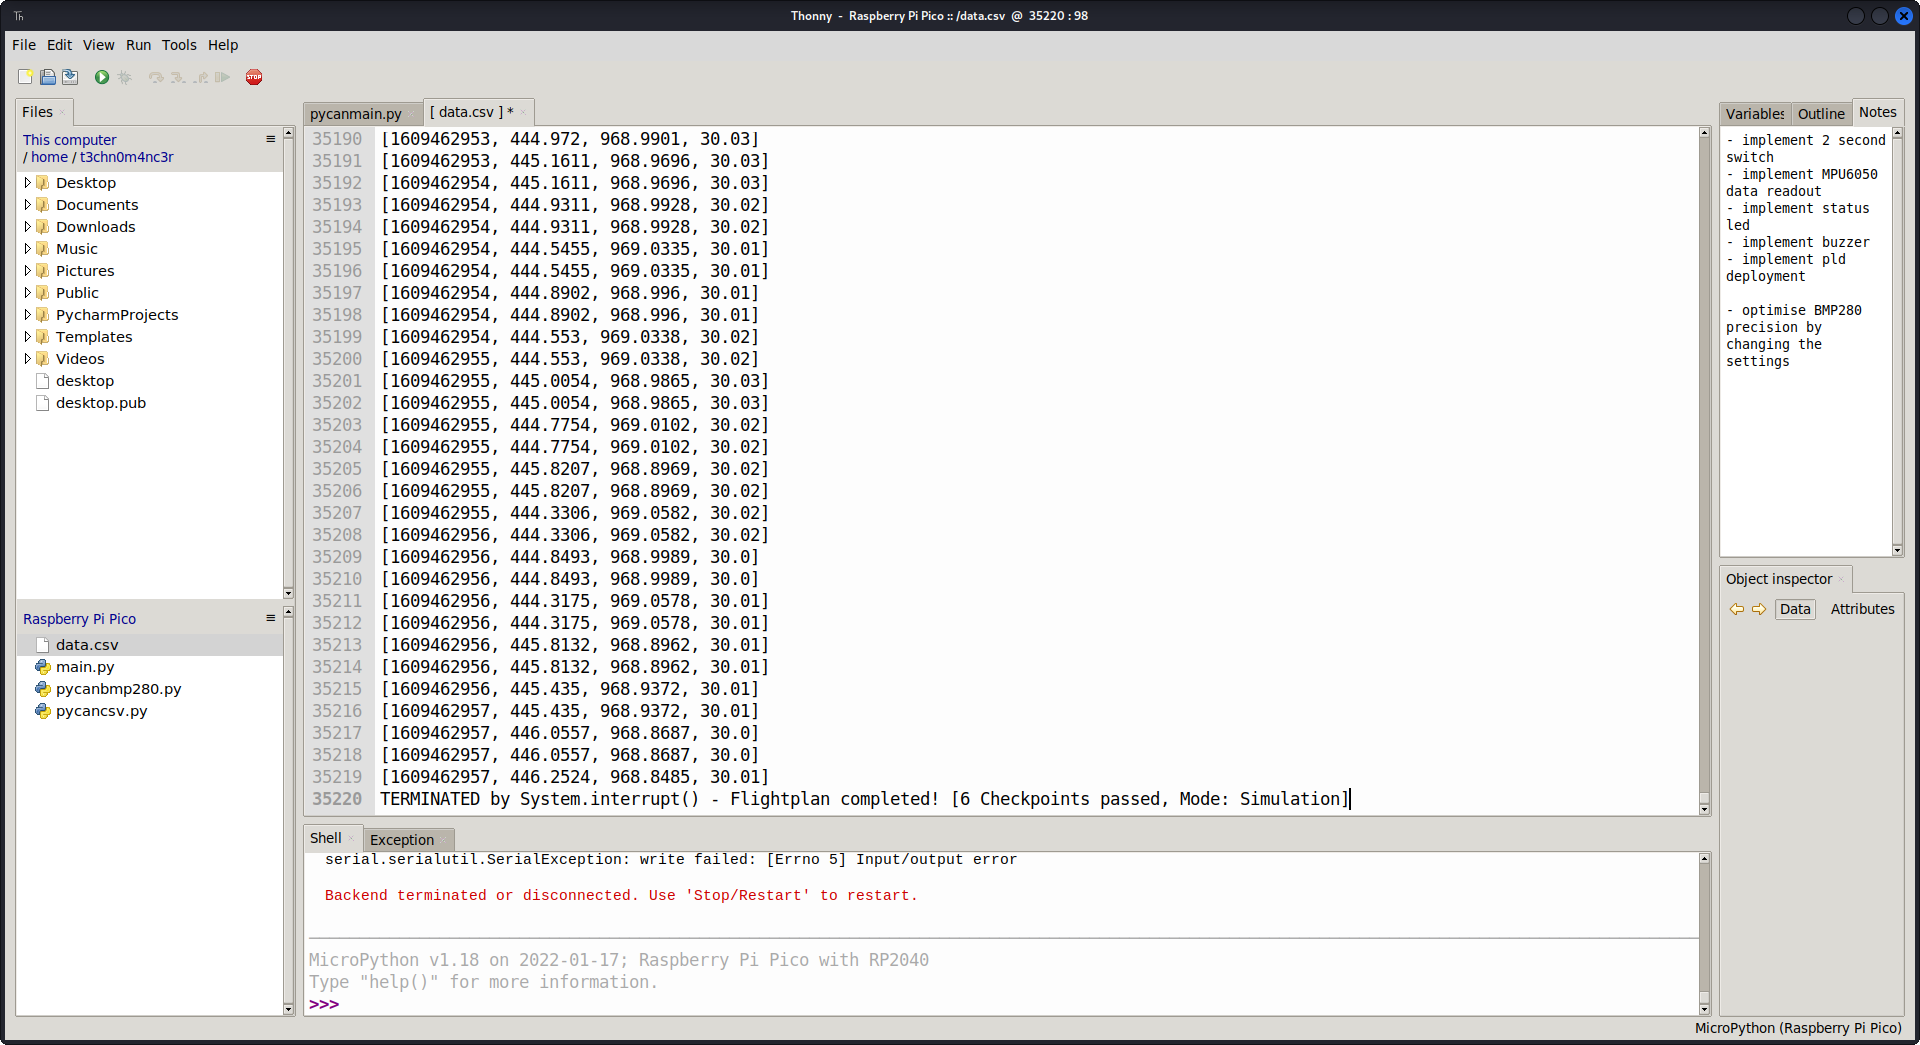 Thonny - Raspberry Pi Pico :: /data.csv @ 35220 : 98
File Edit View Run Tools Help
STOP
Files
This computer
/ home / t3chn0m4nc3r
Desktop
Documents
Downloads
Music
Pictures
Public
PycharmProjects
Templates
Videos
desktop
desktop.pub
Raspberry Pi Pico
data.csv
main.py
pycanbmp280.py
pycancsv.py
pycanmain.py [ data.csv ] *
35190 [1609462953, 444.972, 968.9901, 30.03]
35191 [1609462953, 445.1611, 968.9696, 30.03]
35192 [1609462954, 445.1611, 968.9696, 30.03]
35193 [1609462954, 444.9311, 968.9928, 30.02]
35194 [1609462954, 444.9311, 968.9928, 30.02]
35195 [1609462954, 444.5455, 969.0335, 30.01]
35196 [1609462954, 444.5455, 969.0335, 30.01]
35197 [1609462954, 444.8902, 968.996, 30.01]
35198 [1609462954, 444.8902, 968.996, 30.01]
35199 [1609462954, 444.553, 969.0338, 30.02]
35200 [1609462955, 444.553, 969.0338, 30.02]
35201 [1609462955, 445.0054, 968.9865, 30.03]
35202 [1609462955, 445.0054, 968.9865, 30.03]
35203 [1609462955, 444.7754, 969.0102, 30.02]
35204 [1609462955, 444.7754, 969.0102, 30.02]
35205 [1609462955, 445.8207, 968.8969, 30.02]
35206 [1609462955, 445.8207, 968.8969, 30.02]
35207 [1609462955, 444.3306, 969.0582, 30.02]
35208 [1609462956, 444.3306, 969.0582, 30.02]
35209 [1609462956, 444.8493, 968.9989, 30.0]
35210 [1609462956, 444.8493, 968.9989, 30.0]
35211 [1609462956, 444.3175, 969.0578, 30.01]
35212 [1609462956, 444.3175, 969.0578, 30.01]
35213 [1609462956, 445.8132, 968.8962, 30.01]
35214 [1609462956, 445.8132, 968.8962, 30.01]
35215 [1609462956, 445.435, 968.9372, 30.01]
35216 [1609462957, 445.435, 968.9372, 30.01]
35217 [1609462957, 446.0557, 968.8687, 30.0]
35218 [1609462957, 446.0557, 968.8687, 30.0]
35219 [1609462957, 446.2524, 968.8485, 30.01]
35220 TERMINATED by System.interrupt() - Flightplan completed! [6 Checkpoints passed, Mode: Simulation]
Shell Exception
serial.serialutil.SerialException: write failed: [Errno 5] Input/output error
Backend terminated or disconnected. Use 'Stop/Restart' to restart.
MicroPython v1.18 on 2022-01-17; Raspberry Pi Pico with RP2040
Type "help()" for more information.
>>>
Variables Outline Notes
- implement 2 second
switch
- implement MPU6050
data readout
- implement status
led
- implement buzzer
- implement pld
deployment
- optimise BMP280
precision by
changing the
settings
Object inspector
Data Attributes
MicroPython (Raspberry Pi Pico)